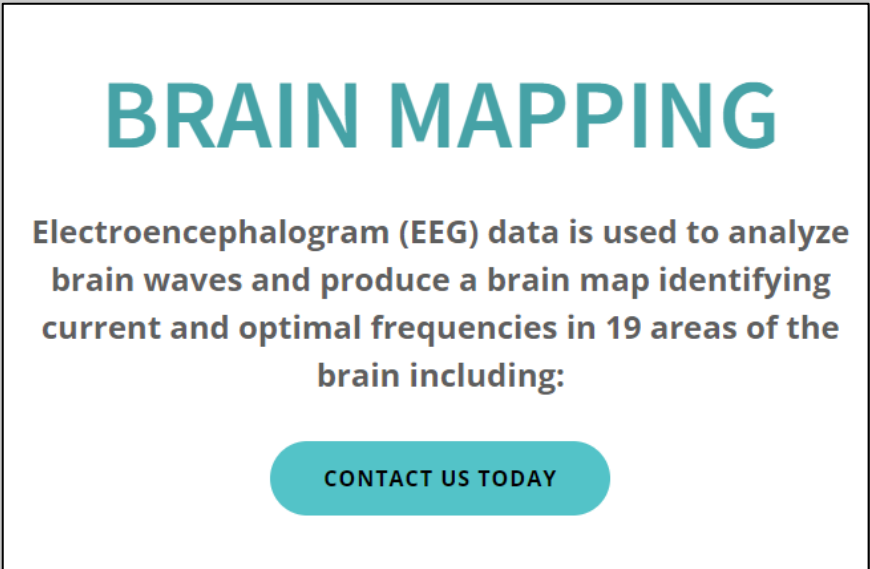 BRAIN MAPPING
Electroencephalogram (EEG) data is used to analyze
brain waves and produce a brain map identifying
current and optimal frequencies in 19 areas of the
brain including:
CONTACT US TODAY